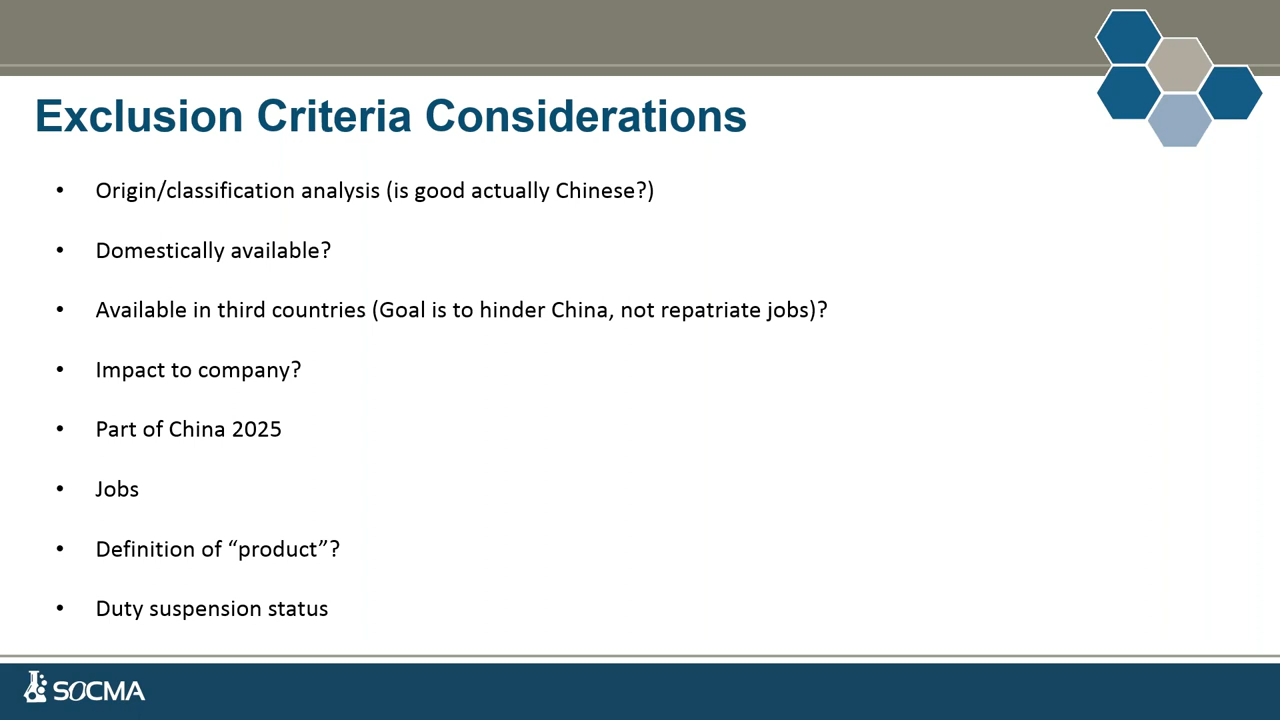 Exclusion Criteria Considerations
• Origin/classification analysis (is good actually Chinese?)
• Domestically available?
• Available in third countries (Goal is to hinder China, not repatriate jobs)?
• Impact to company?
• Part of China 2025
• Jobs
• Definition of “product”?
• Duty suspension status
SOCMA